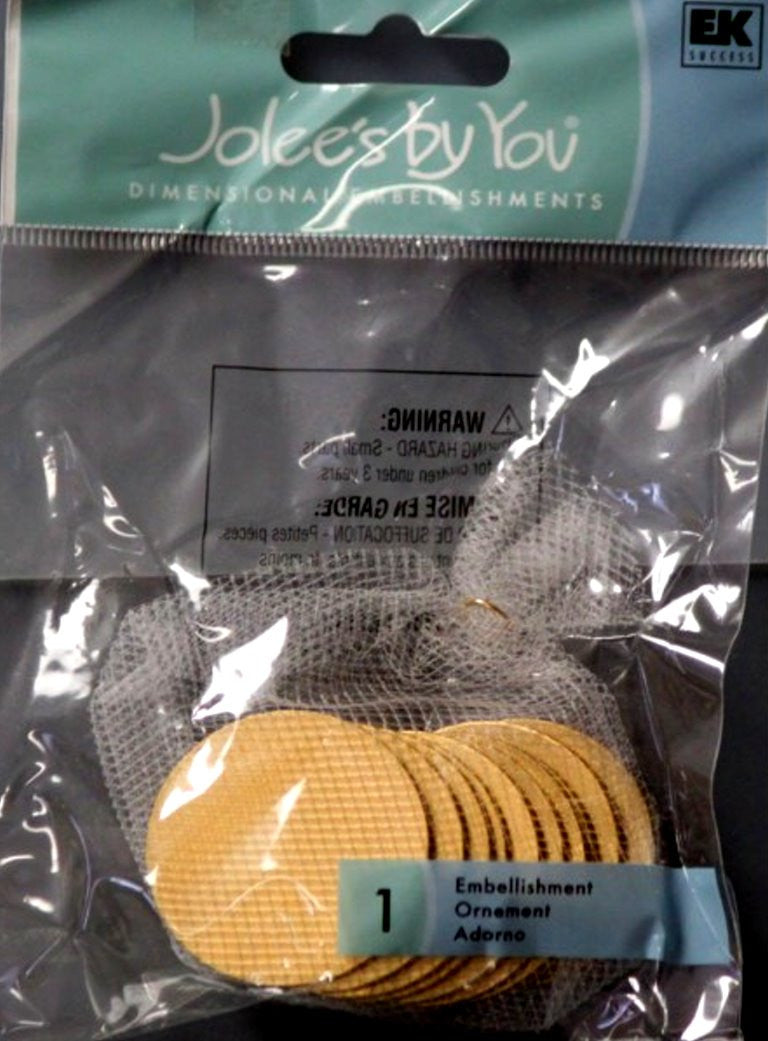 EK
SUCCESS
Jolee's by You®
DIMENSIONAL EMBELLISHMENTS
WARNING:
HAZARD - Small parts
for children under 3 years.
MISE EN GARDE:
DE SUFFOCATION - Petites pièces.
moins
1
Embellishment
Ornement
Adorno